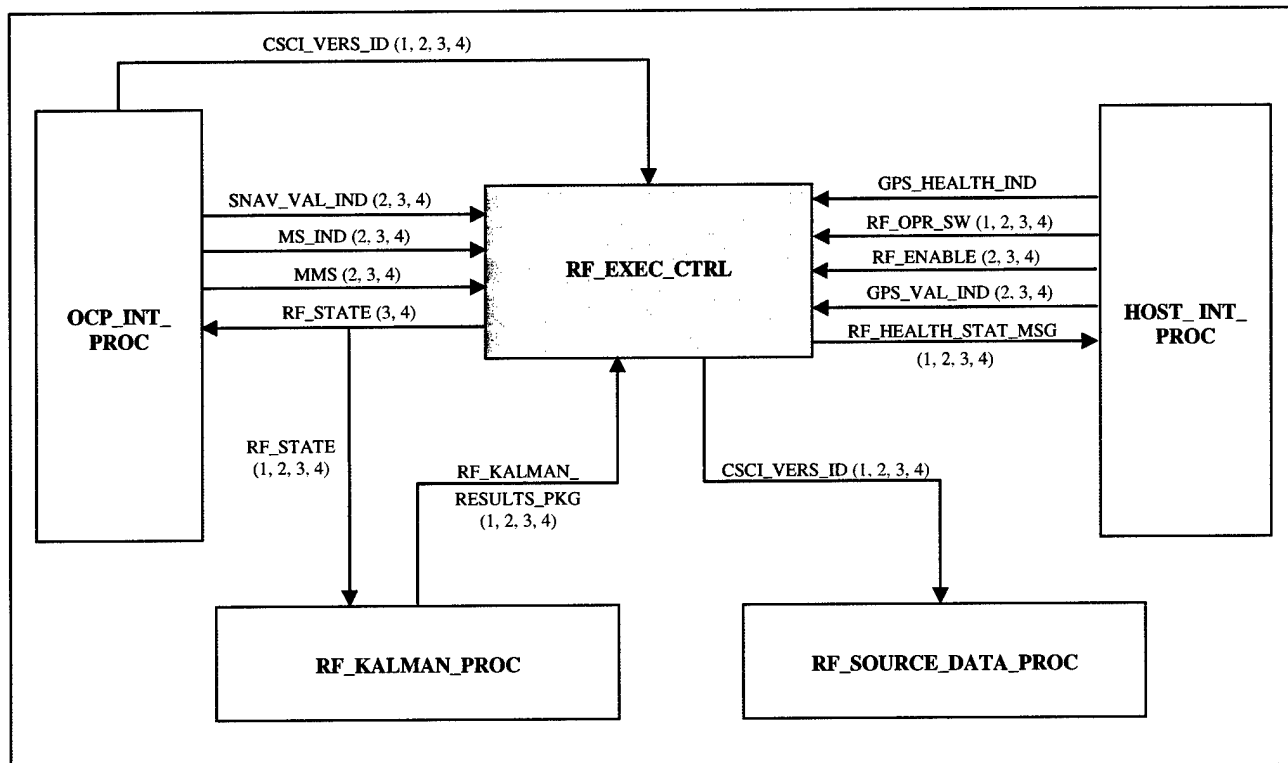 CSCI_VERS_ID (1, 2, 3, 4)
SNAV_VAL_IND (2, 3, 4)
MS_IND (2, 3, 4)
MMS (2, 3, 4)
RF_STATE (3, 4)
OCP_INT_
PROC
RF_EXEC_CTRL
GPS_HEALTH_IND
RF_OPR_SW (1, 2, 3, 4)
RF_ENABLE (2, 3, 4)
GPS_VAL_IND (2, 3, 4)
RF_HEALTH_STAT_MSG
(1, 2, 3, 4)
HOST_ INT_
PROC
RF_STATE
(1, 2, 3, 4)
RF_KALMAN_
RESULTS_PKG
(1, 2, 3, 4)
CSCI_VERS_ID (1, 2, 3, 4)
RF_KALMAN_PROC
RF_SOURCE_DATA_PROC